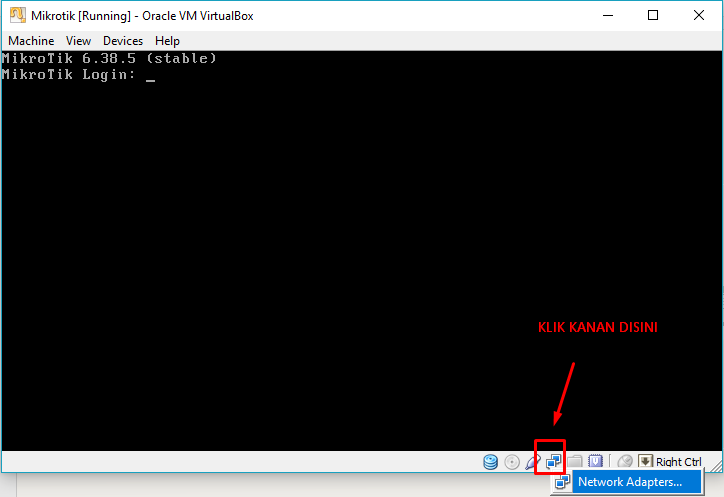 Mikrotik [Running] - Oracle VM VirtualBox
Machine View Devices Help
MikroTik 6.38.5 (stable)
MikroTik Login: _
KLIK KANAN DISINI
Right Ctrl
Network Adapters...